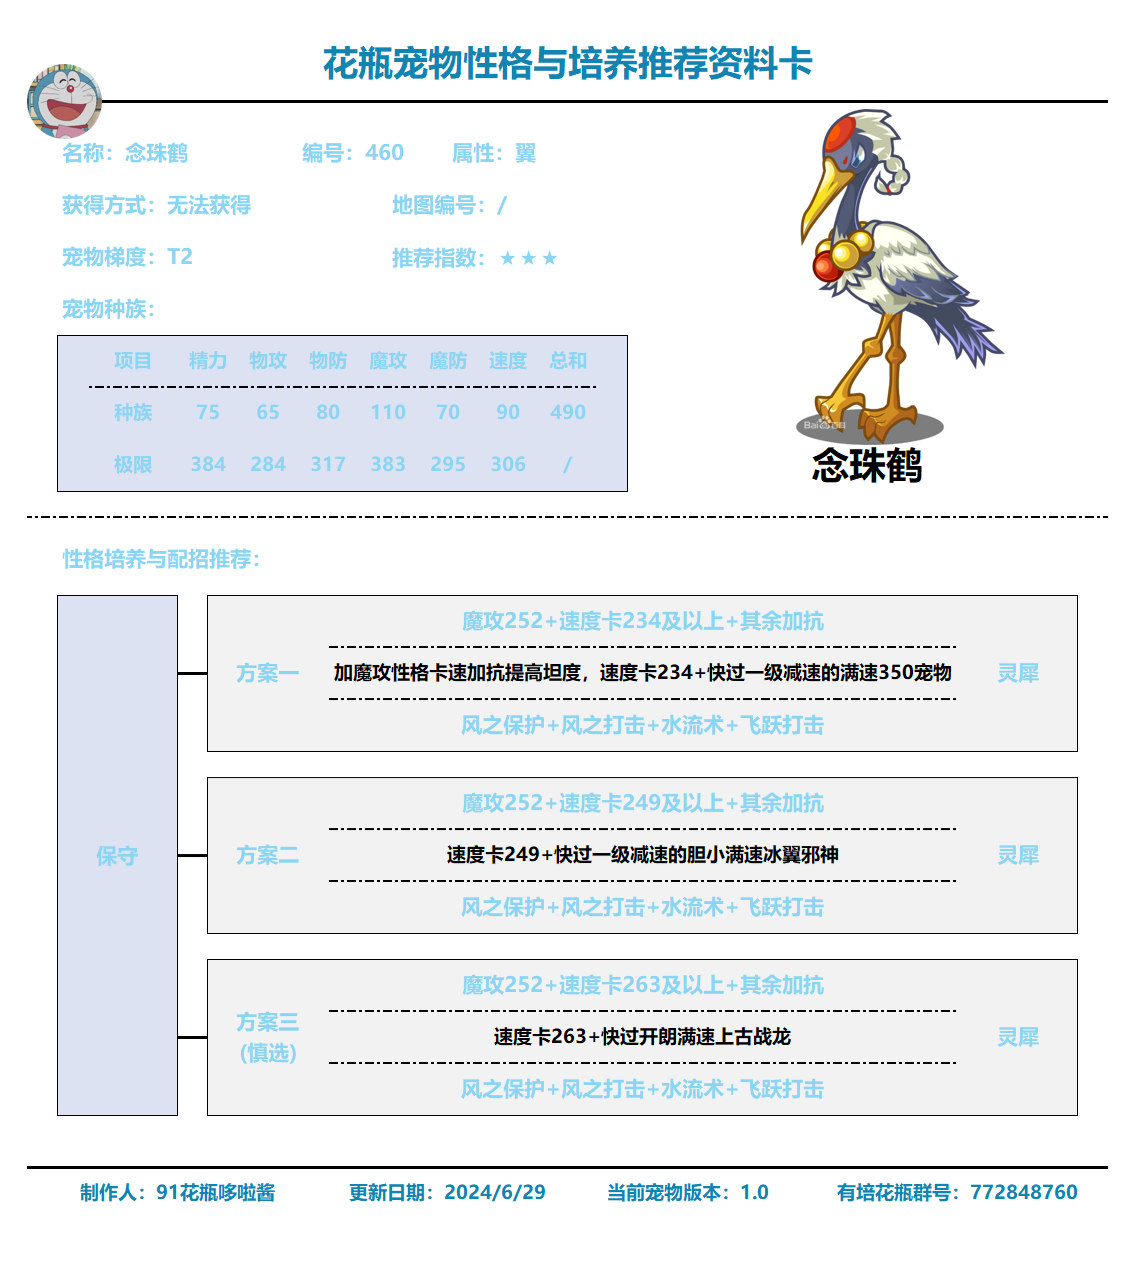 花瓶宠物性格与培养推荐资料卡
名称：念珠鹤 编号：460 属性：翼
获得方式：无法获得 地图编号：/
宠物梯度：T2 推荐指数：★★★
宠物种族：
项目 精力 物攻 物防 魔攻 魔防 速度 总和
种族 75 65 80 110 70 90 490
极限 384 284 317 383 295 306 /
Bai 百科
念珠鹤
性格培养与配招推荐：
保守
方案一
魔攻252+速度卡234及以上+其余加抗
加魔攻性格卡速加抗提高坦度，速度卡234+快过一级减速的满速350宠物
风之保护+风之打击+水流术+飞跃打击
灵犀
方案二
魔攻252+速度卡249及以上+其余加抗
速度卡249+快过一级减速的胆小满速冰翼邪神
风之保护+风之打击+水流术+飞跃打击
灵犀
方案三
(慎选)
魔攻252+速度卡263及以上+其余加抗
速度卡263+快过开朗满速上古战龙
风之保护+风之打击+水流术+飞跃打击
灵犀
制作人：91花瓶哆啦酱 更新日期：2024/6/29 当前宠物版本：1.0 有培花瓶群号：772848760